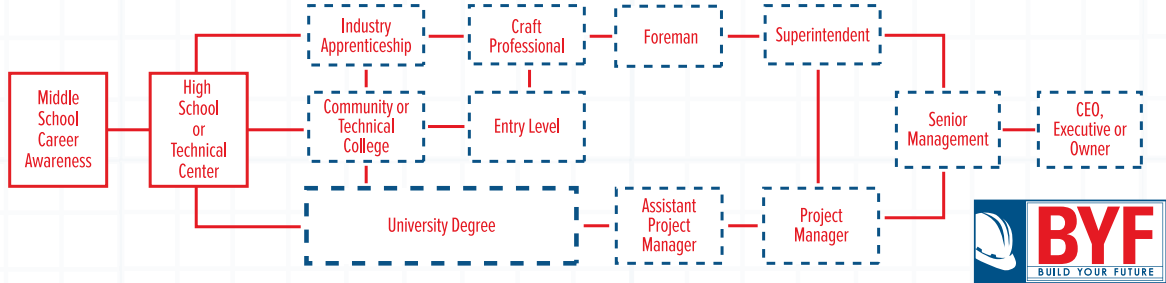 Middle
School
Career
Awareness
High
School
or
Technical
Center
Industry
Apprenticeship
Craft
Professional
Foreman
Superintendent
Community or
Technical
College
Entry Level
University Degree
Assistant
Project
Manager
Project
Manager
Senior
Management
CEO,
Executive or
Owner
BYF
BUILD YOUR FUTURE